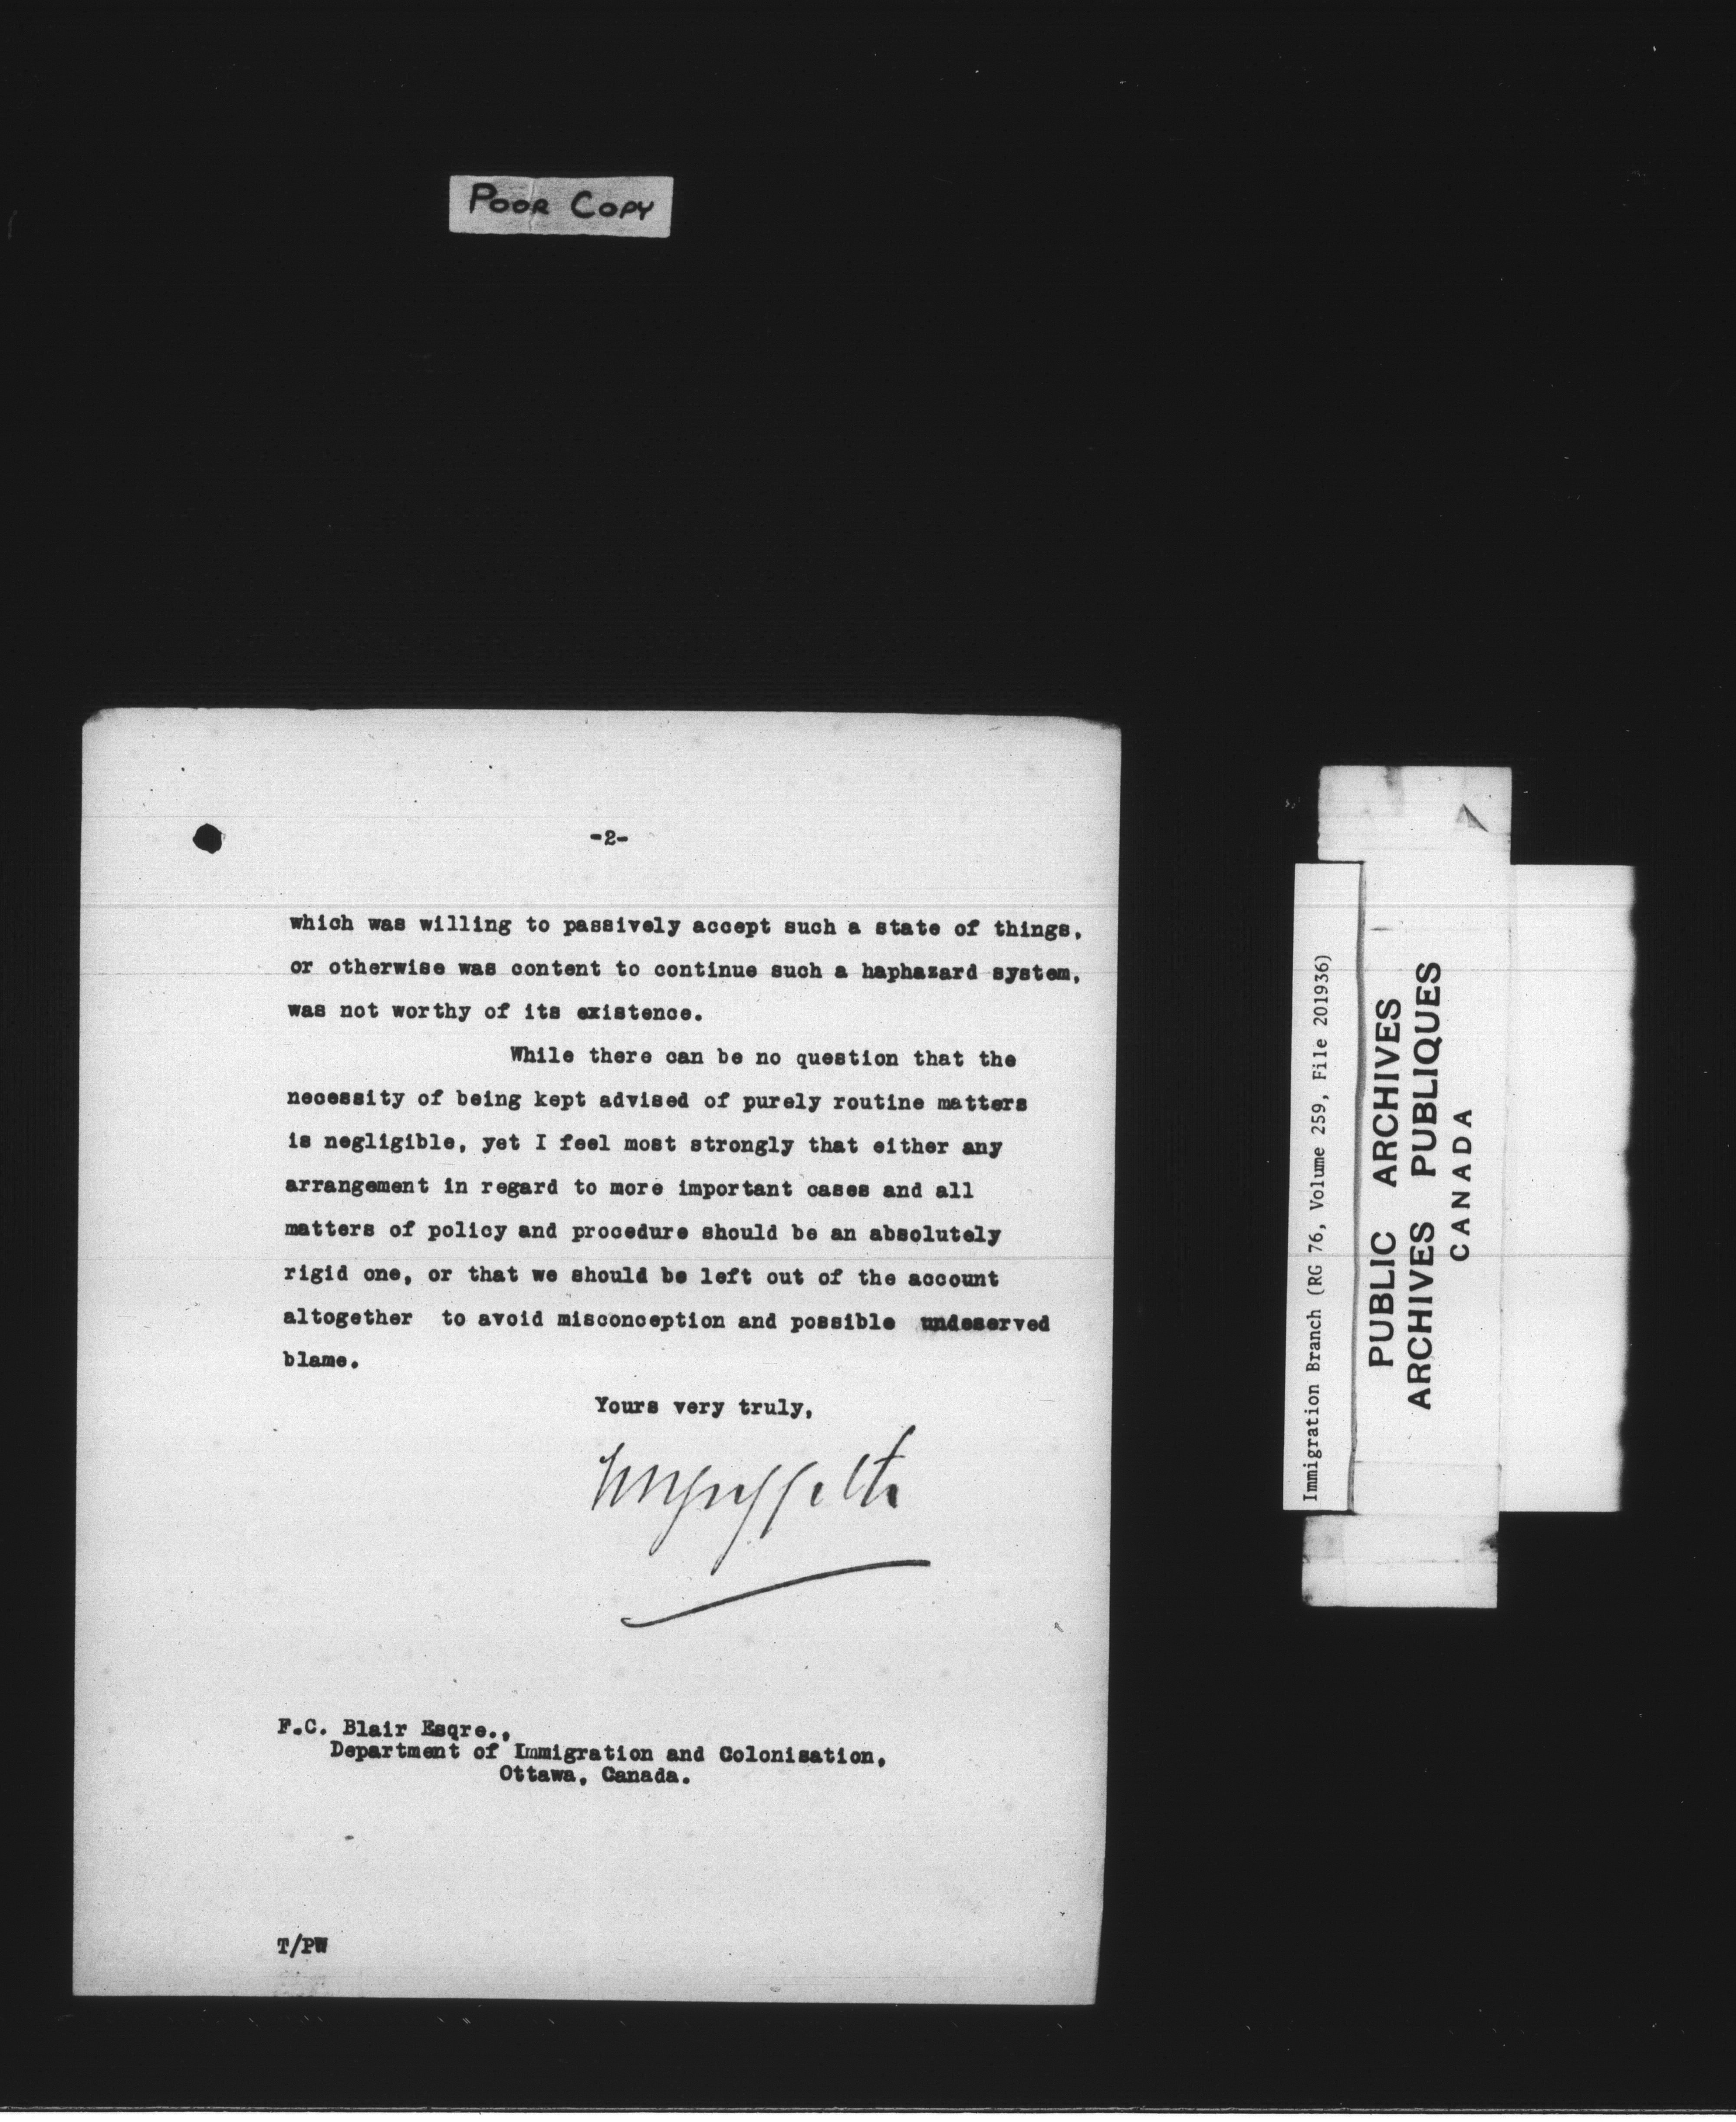 POOR COPY
-2-
which was willing to passively accept such a state of things,
or otherwise was content to continue such a haphazard system,
was not worthy of its existence.
While there can be no question that the
necessity of being kept advised of purely routine matters
is negligible, yet I feel most strongly that either any
arrangement in regard to more important cases and all
matters of policy and procedure should be an absolutely
rigid one, or that we should be left out of the account
altogether to avoid misconception and possible undeserved
blame.
Yours very truly,
F.C. Blair Esqre.,
Department of Immigration and Colonisation,
Ottawa, Canada.
T/PW
Immigration Branch (RG 76, Volume 259, File 201936)
PUBLIC ARCHIVES
ARCHIVES PUBLIQUES
CANADA